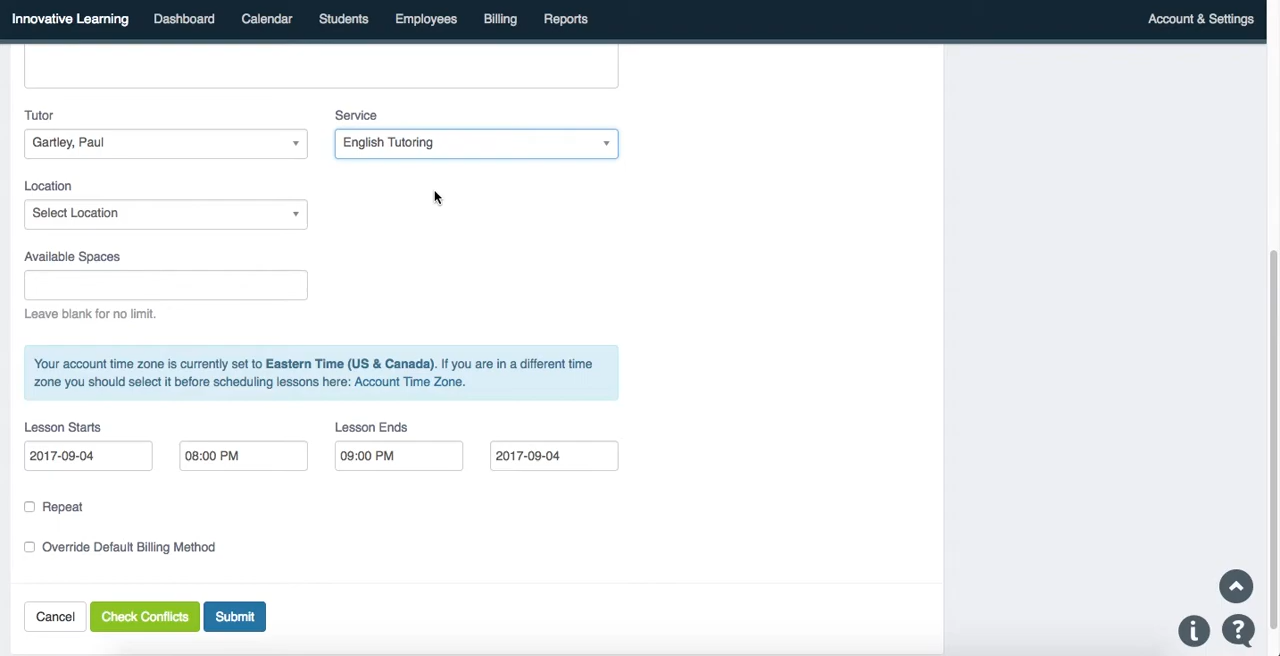 Innovative Learning Dashboard Calendar Students Employees Billing Reports Account & Settings
Tutor Service
Gartley, Paul English Tutoring
Location
Select Location
Available Spaces
Leave blank for no limit.
Your account time zone is currently set to Eastern Time (US & Canada). If you are in a different time
zone you should select it before scheduling lessons here: Account Time Zone.
Lesson Starts Lesson Ends
2017-09-04 08:00 PM 09:00 PM 2017-09-04
Repeat
Override Default Billing Method
Cancel Check Conflicts Submit